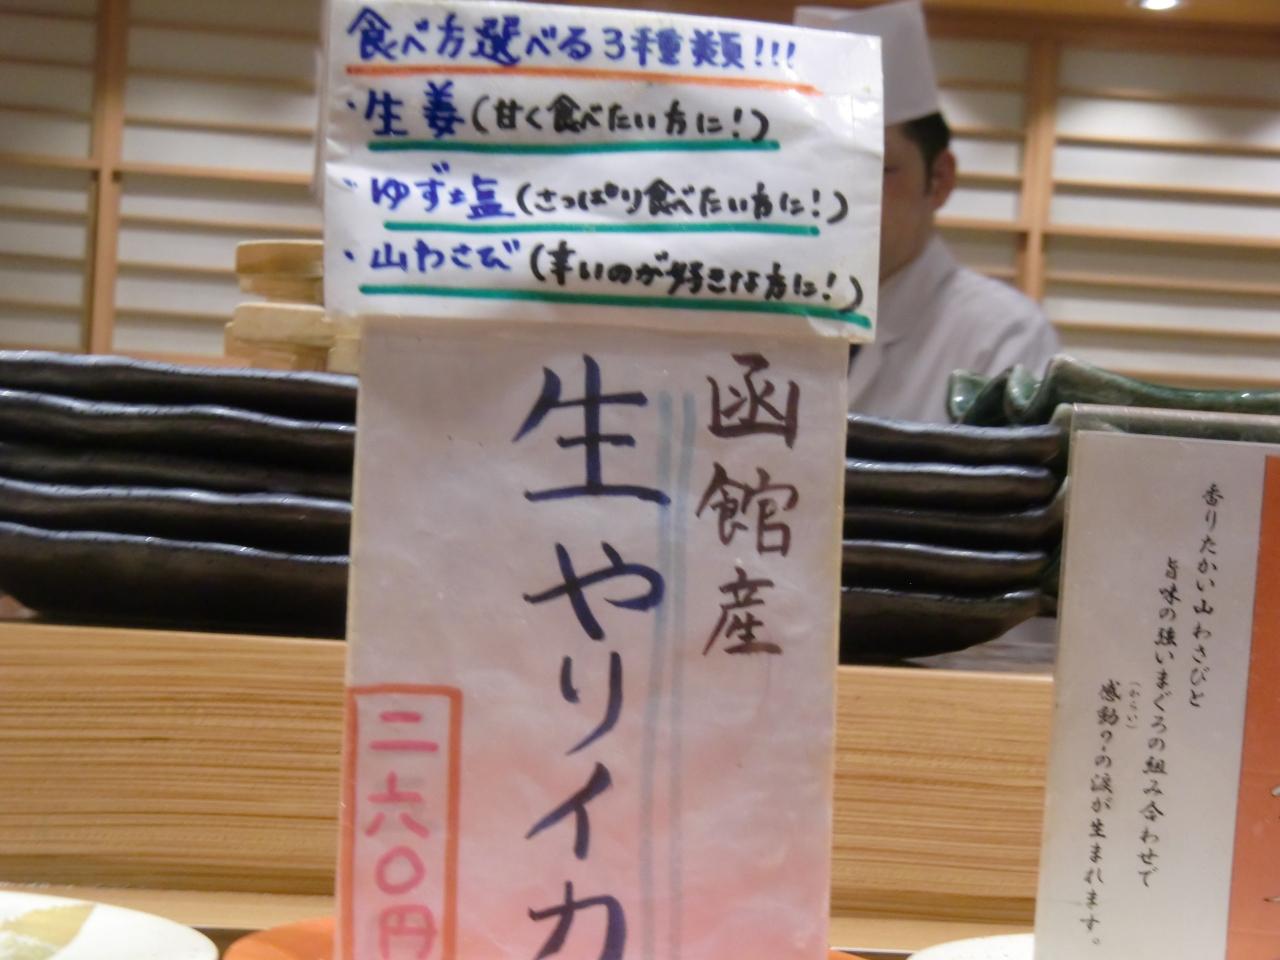 食べ方選べる3種類!!!
・生姜(甘く食べたい方に!)
・ゆず塩(さっぱり食べたい方に!)
・山わさび(辛いのが好きな方に!)
函館産
生やりイカ
二六〇円
香りたかい山わさびと
旨味の強いまぐろの組み合わせで
(からい)
感動?の涙が生まれます。